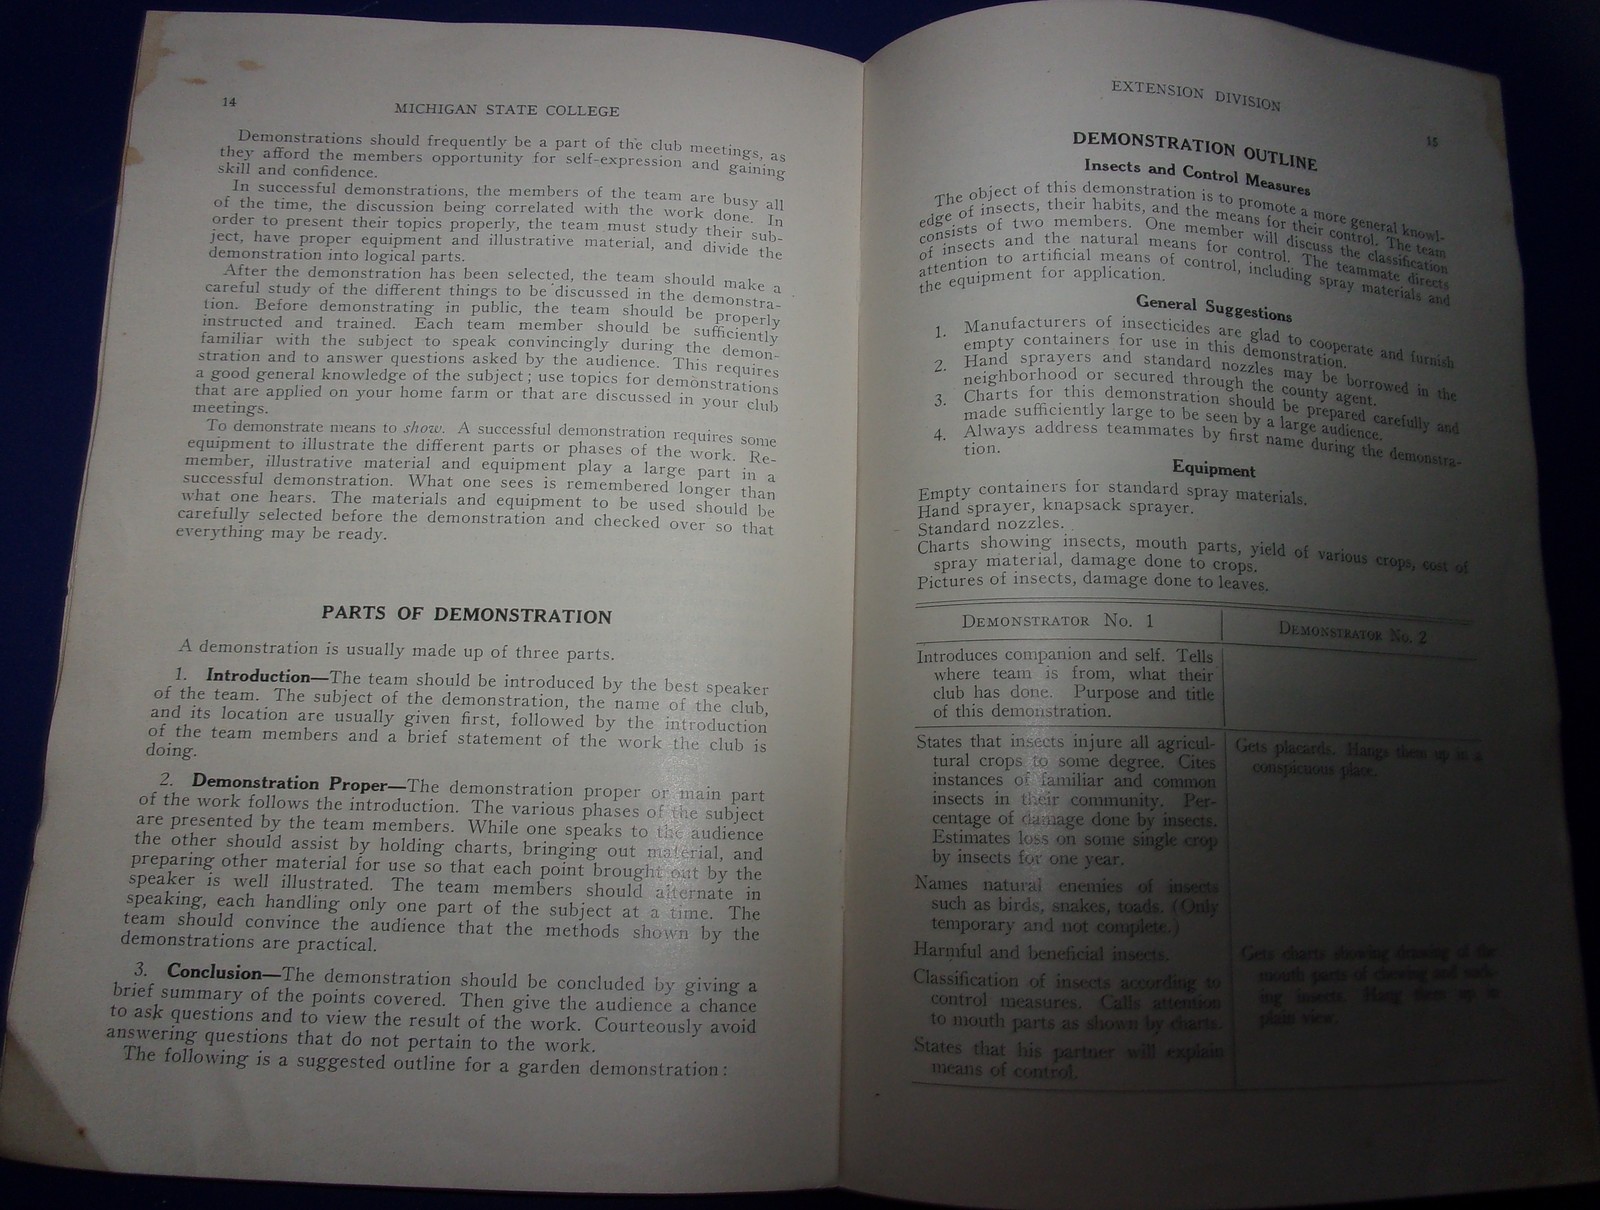 14
MICHIGAN STATE COLLEGE
Demonstrations should frequently be a part of the club meetings, as
they afford the members opportunity for self-expression and gaining
skill and confidence.
In successful demonstrations, the members of the team are busy all
of the time, the discussion being correlated with the work done. In
order to present their topics properly, the team must study their sub-
ject, have proper equipment and illustrative material, and divide the
demonstration into logical parts.
After the demonstration has been selected, the team should make a
careful study of the different things to be discussed in the demonstra-
tion. Before demonstrating in public, the team should be properly
instructed and trained. Each team member should be sufficiently
familiar with the subject to speak convincingly during the demon-
stration and to answer questions asked by the audience. This requires
a good general knowledge of the subject; use topics for demonstrations
that are applied on your home farm or that are discussed in your club
meetings.
To demonstrate means to show. A successful demonstration requires some
equipment to illustrate the different parts or phases of the work. Re-
member, illustrative material and equipment play a large part in a
successful demonstration. What one sees is remembered longer than
what one hears. The materials and equipment to be used should be
carefully selected before the demonstration and checked over so that
everything may be ready.
PARTS OF DEMONSTRATION
A demonstration is usually made up of three parts.
1. Introduction—The team should be introduced by the best speaker
of the team. The subject of the demonstration, the name of the club,
and its location are usually given first, followed by the introduction
of the team members and a brief statement of the work the club is
doing.
2. Demonstration Proper—The demonstration proper or main part
of the work follows the introduction. The various phases of the subject
are presented by the team members. While one speaks to the audience
the other should assist by holding charts, bringing out material, and
preparing other material for use so that each point brought out by the
speaker is well illustrated. The team members should alternate in
speaking, each handling only one part of the subject at a time. The
team should convince the audience that the methods shown by the
demonstrations are practical.
3. Conclusion—The demonstration should be concluded by giving a
brief summary of the points covered. Then give the audience a chance
to ask questions and to view the result of the work. Courteously avoid
answering questions that do not pertain to the work.
The following is a suggested outline for a garden demonstration:
EXTENSION DIVISION
15
DEMONSTRATION OUTLINE
Insects and Control Measures
The object of this demonstration is to promote a more general knowl-
edge of insects, their habits, and the means for their control. The team
consists of two members. One member will discuss the classification
of insects and the natural means for control. The teammate directs
attention to artificial means of control, including spray materials and
the equipment for application.
General Suggestions
1. Manufacturers of insecticides are glad to cooperate and furnish
empty containers for use in this demonstration.
2. Hand sprayers and standard nozzles may be borrowed in the
neighborhood or secured through the county agent.
3. Charts for this demonstration should be prepared carefully and
made sufficiently large to be seen by a large audience.
4. Always address teammates by first name during the demonstra-
tion.
Equipment
Empty containers for standard spray materials.
Hand sprayer, knapsack sprayer.
Standard nozzles.
Charts showing insects, mouth parts, yield of various crops, cost of
spray material, damage done to crops.
Pictures of insects, damage done to leaves.
DEMONSTRATOR No. 1
DEMONSTRATOR No. 2
Introduces companion and self. Tells
where team is from, what their
club has done. Purpose and title
of this demonstration.
States that insects injure all agricul-
tural crops to some degree. Cites
instances of familiar and common
insects in their community. Per-
centage of damage done by insects.
Estimates loss on some single crop
by insects for one year.
Gets placards. Hangs them up in a
conspicuous place.
Names natural enemies of insects
such as birds, snakes, toads. (Only
temporary and not complete.)
Harmful and beneficial insects.
Classification of insects according to
control measures. Calls attention
to mouth parts as shown by charts.
Gets charts showing drawing of the
mouth parts of chewing and suck-
ing insects. Hang them up in
plain view.
States that his partner will explain
means of control.